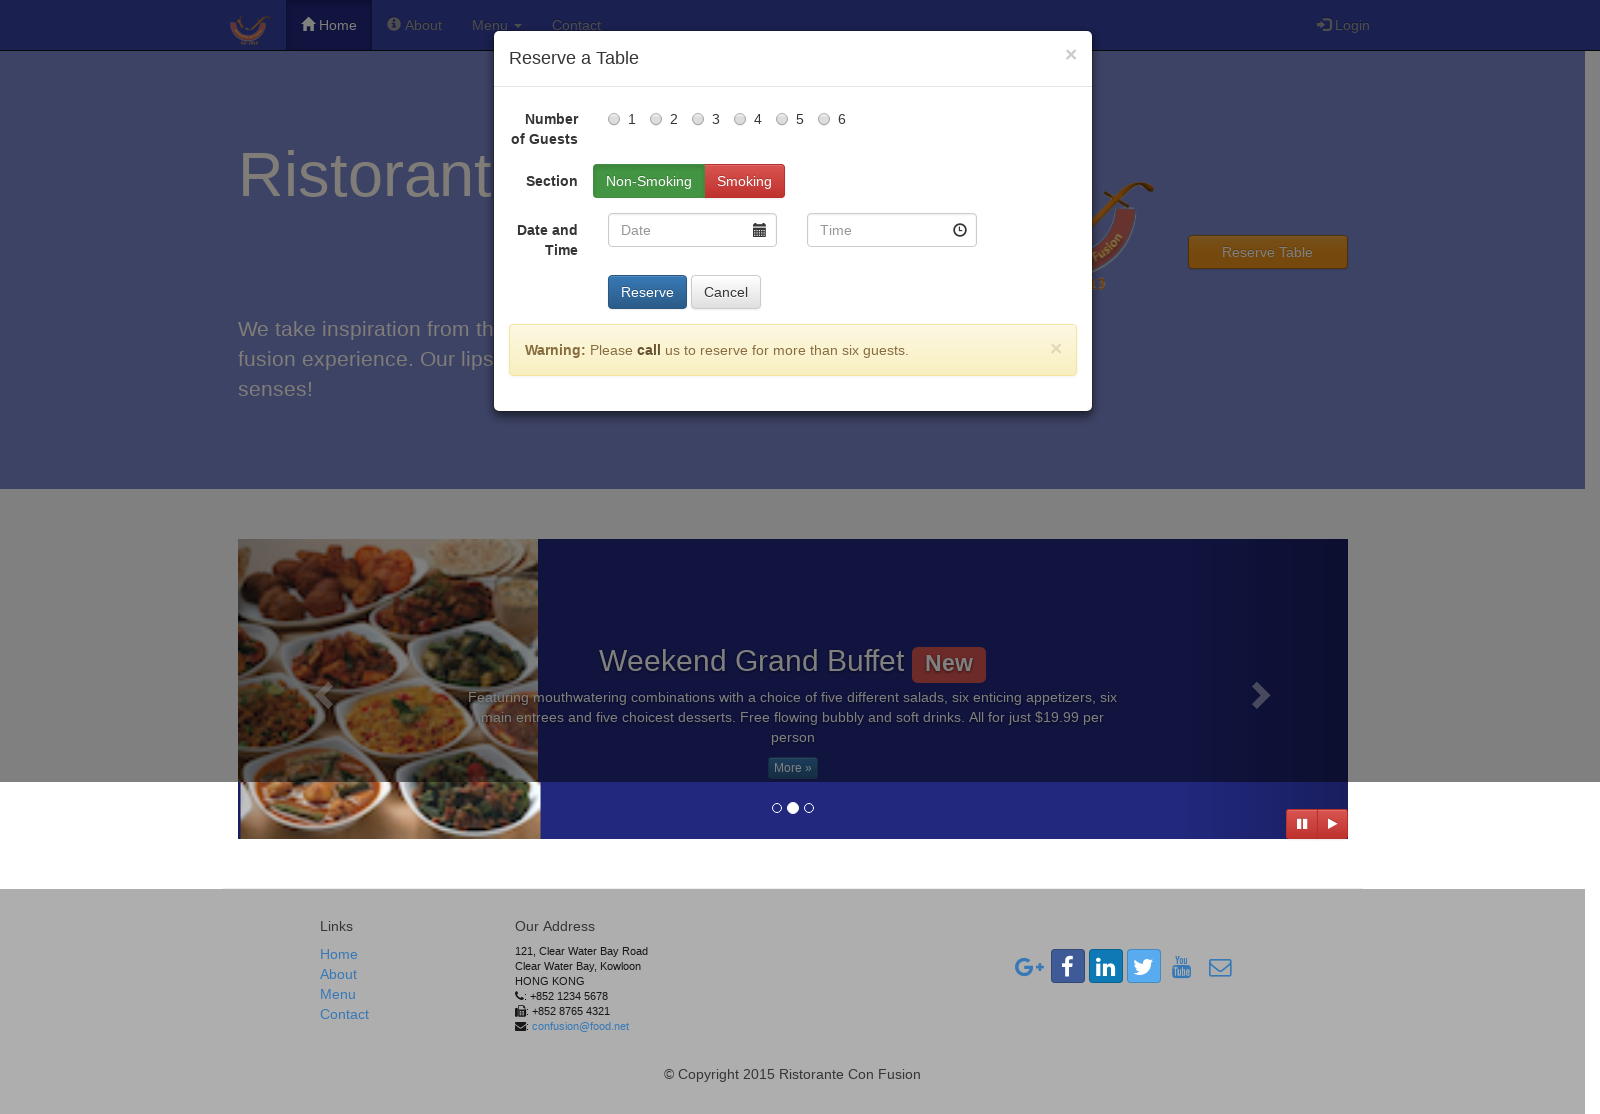 Home About Menu Contact Login
Reserve a Table ×
Number of Guests
1 2 3 4 5 6
Section Non-Smoking Smoking
Date and Time
Date Time
Reserve Cancel
Warning: Please call us to reserve for more than six guests. ×
Ristorant
Fusion
Reserve Table
We take inspiration from th
fusion experience. Our lips
senses!
Weekend Grand Buffet New
Featuring mouthwatering combinations with a choice of five different salads, six enticing appetizers, six
main entrees and five choicest desserts. Free flowing bubbly and soft drinks. All for just $19.99 per
person
More »
Links
Home
About
Menu
Contact
Our Address
121, Clear Water Bay Road
Clear Water Bay, Kowloon
HONG KONG
: +852 1234 5678
: +852 8765 4321
: confusion@food.net
G+ f in You Tube
© Copyright 2015 Ristorante Con Fusion